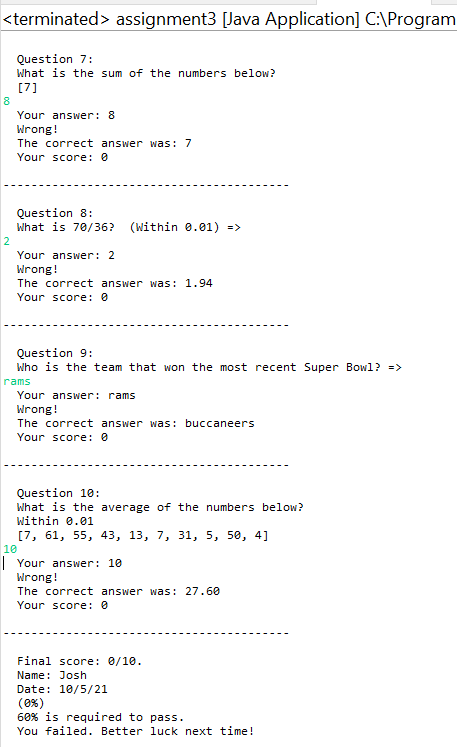 <terminated> assignment3 [Java Application] C:\Program
Question 7:
What is the sum of the numbers below?
[7]
8
Your answer: 8
Wrong!
The correct answer was: 7
Your score: 0
-----------------------------------------
Question 8:
What is 70/36?  (Within 0.01) =>
2
Your answer: 2
Wrong!
The correct answer was: 1.94
Your score: 0
-----------------------------------------
Question 9:
Who is the team that won the most recent Super Bowl? =>
rams
Your answer: rams
Wrong!
The correct answer was: buccaneers
Your score: 0
-----------------------------------------
Question 10:
What is the average of the numbers below?
Within 0.01
[7, 61, 55, 43, 13, 7, 31, 5, 50, 4]
10
Your answer: 10
Wrong!
The correct answer was: 27.60
Your score: 0
-----------------------------------------
Final score: 0/10.
Name: Josh
Date: 10/5/21
(0%)
60% is required to pass.
You failed. Better luck next time!